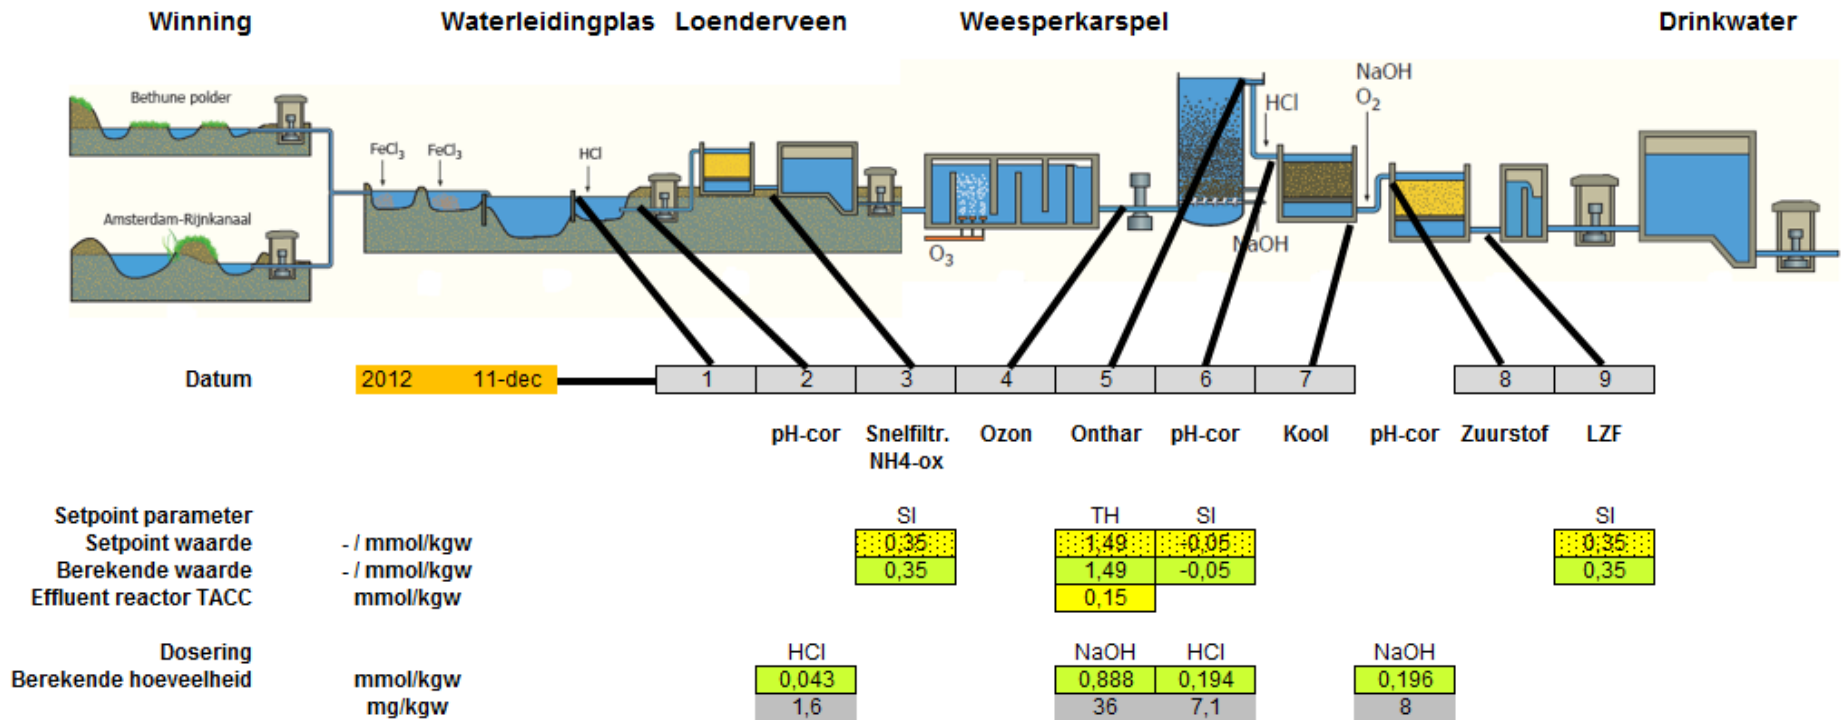 Winning Waterleidingplas Loenderveen Weesperkarspel Drinkwater
NaOH
O2
Bethune polder
HCl
FeCl3 FeCl3 HCl
Amsterdam-Rijnkanaal
NaOH
O3
Datum 2012 11-dec 1 2 3 4 5 6 7 8 9
pH-cor Snelfiltr. Ozon Onthar pH-cor Kool pH-cor Zuurstof LZF
NH4-ox
Setpoint parameter SI TH SI SI
Setpoint waarde - / mmol/kgw 0,35 1,49 -0,05 0,35
Berekende waarde - / mmol/kgw 0,35 1,49 -0,05 0,35
Effluent reactor TACC mmol/kgw 0,15
Dosering HCl NaOH HCl NaOH
Berekende hoeveelheid mmol/kgw 0,043 0,888 0,194 0,196
mg/kgw 1,6 36 7,1 8